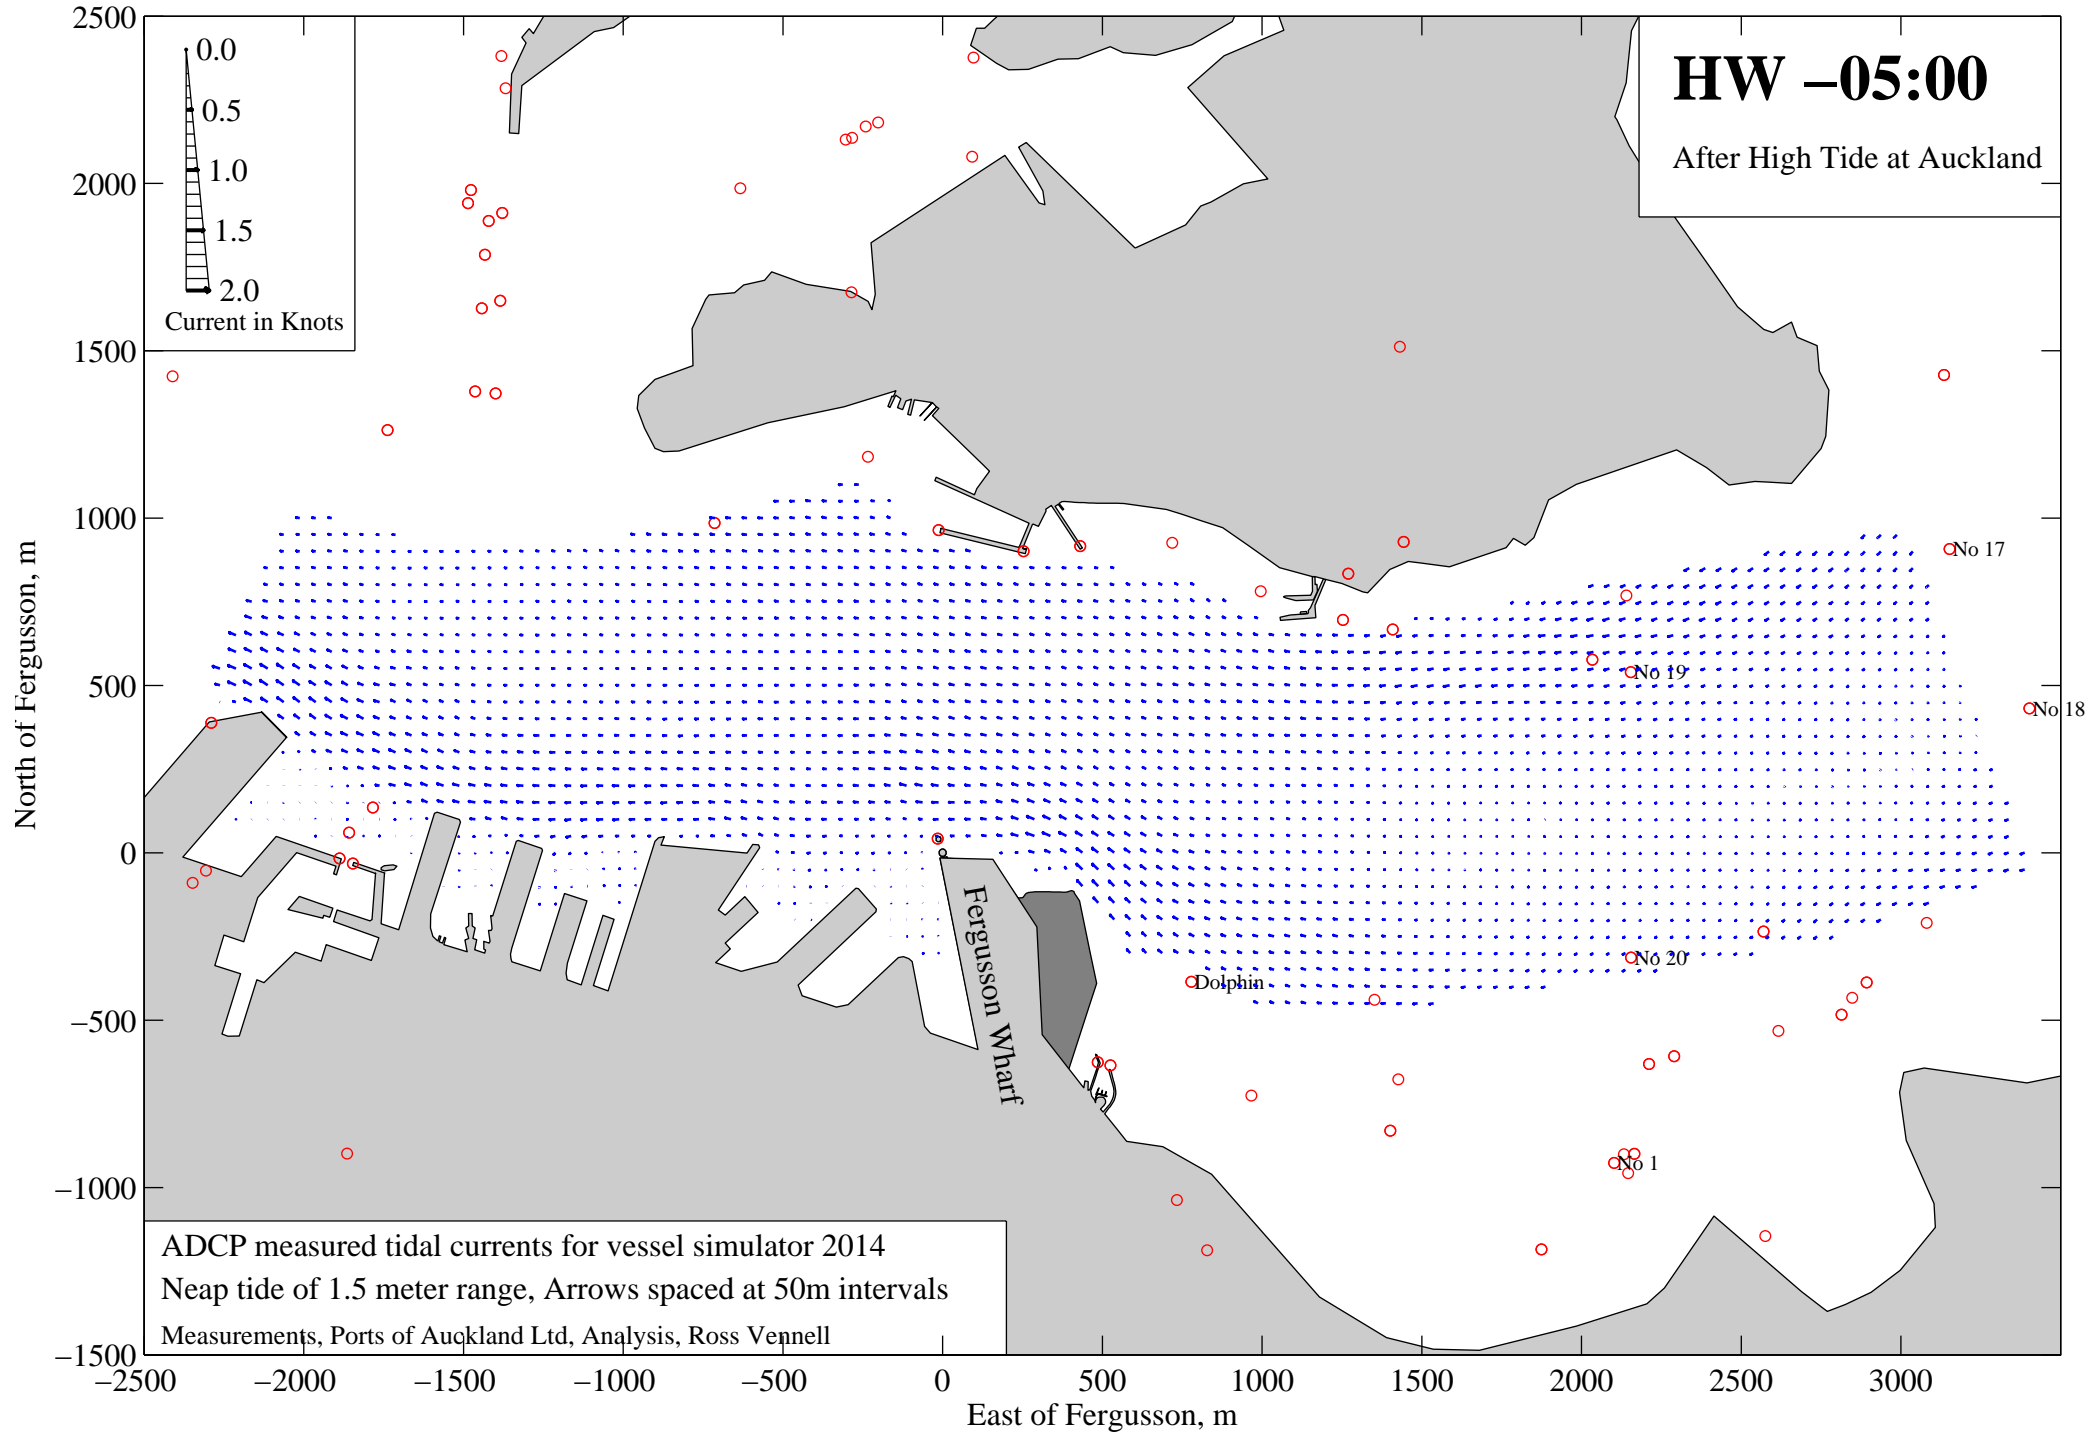 HW –05:00
After High Tide at Auckland
0.0
0.5
1.0
1.5
2.0
Current in Knots
2500
2000
1500
1000
500
0
–500
–1000
–1500
North of Fergusson, m
No 17
No 19
No 18
No 20
Dolphin
No 1
Fergusson Wharf
ADCP measured tidal currents for vessel simulator 2014
Neap tide of 1.5 meter range, Arrows spaced at 50m intervals
Measurements, Ports of Auckland Ltd, Analysis, Ross Vennell
–2500 –2000 –1500 –1000 –500 0 500 1000 1500 2000 2500 3000
East of Fergusson, m